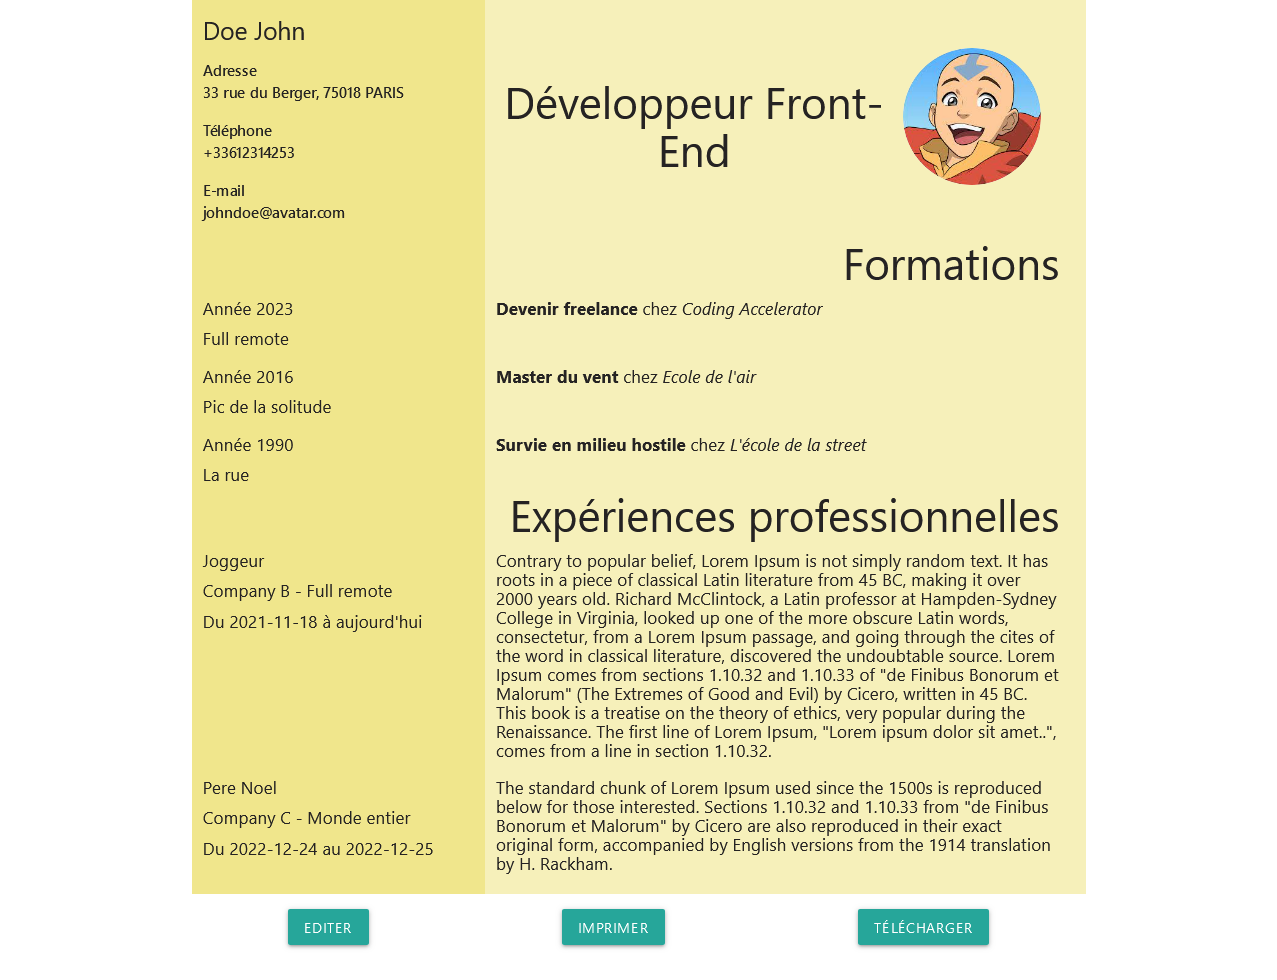 Doe John
Adresse
33 rue du Berger, 75018 PARIS
Téléphone
+33612314253
E-mail
johndoe@avatar.com
Développeur Front-
End
Formations
Année 2023
Full remote
Devenir freelance chez Coding Accelerator
Année 2016
Pic de la solitude
Master du vent chez Ecole de l'air
Année 1990
La rue
Survie en milieu hostile chez L'école de la street
Expériences professionnelles
Joggeur
Company B - Full remote
Du 2021-11-18 à aujourd'hui
Contrary to popular belief, Lorem Ipsum is not simply random text. It has
roots in a piece of classical Latin literature from 45 BC, making it over
2000 years old. Richard McClintock, a Latin professor at Hampden-Sydney
College in Virginia, looked up one of the more obscure Latin words,
consectetur, from a Lorem Ipsum passage, and going through the cites of
the word in classical literature, discovered the undoubtable source. Lorem
Ipsum comes from sections 1.10.32 and 1.10.33 of "de Finibus Bonorum et
Malorum" (The Extremes of Good and Evil) by Cicero, written in 45 BC.
This book is a treatise on the theory of ethics, very popular during the
Renaissance. The first line of Lorem Ipsum, "Lorem ipsum dolor sit amet..",
comes from a line in section 1.10.32.
Pere Noel
Company C - Monde entier
Du 2022-12-24 au 2022-12-25
The standard chunk of Lorem Ipsum used since the 1500s is reproduced
below for those interested. Sections 1.10.32 and 1.10.33 from "de Finibus
Bonorum et Malorum" by Cicero are also reproduced in their exact
original form, accompanied by English versions from the 1914 translation
by H. Rackham.
EDITER
IMPRIMER
TÉLÉCHARGER